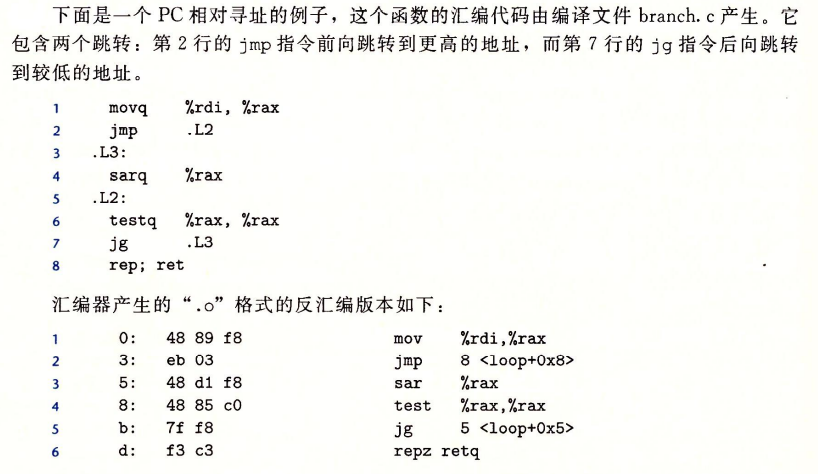 下面是一个 PC 相对寻址的例子，这个函数的汇编代码由编译文件 branch.c 产生。它
包含两个跳转：第 2 行的 jmp 指令前向跳转到更高的地址，而第 7 行的 jg 指令后向跳转
到较低的地址。
1 movq %rdi, %rax
2 jmp .L2
3 .L3:
4 sarq %rax
5 .L2:
6 testq %rax, %rax
7 jg .L3
8 rep; ret
汇编器产生的“.o”格式的反汇编版本如下：
1 0: 48 89 f8 mov %rdi,%rax
2 3: eb 03 jmp 8 <loop+0x8>
3 5: 48 d1 f8 sar %rax
4 8: 48 85 c0 test %rax,%rax
5 b: 7f f8 jg 5 <loop+0x5>
6 d: f3 c3 repz retq